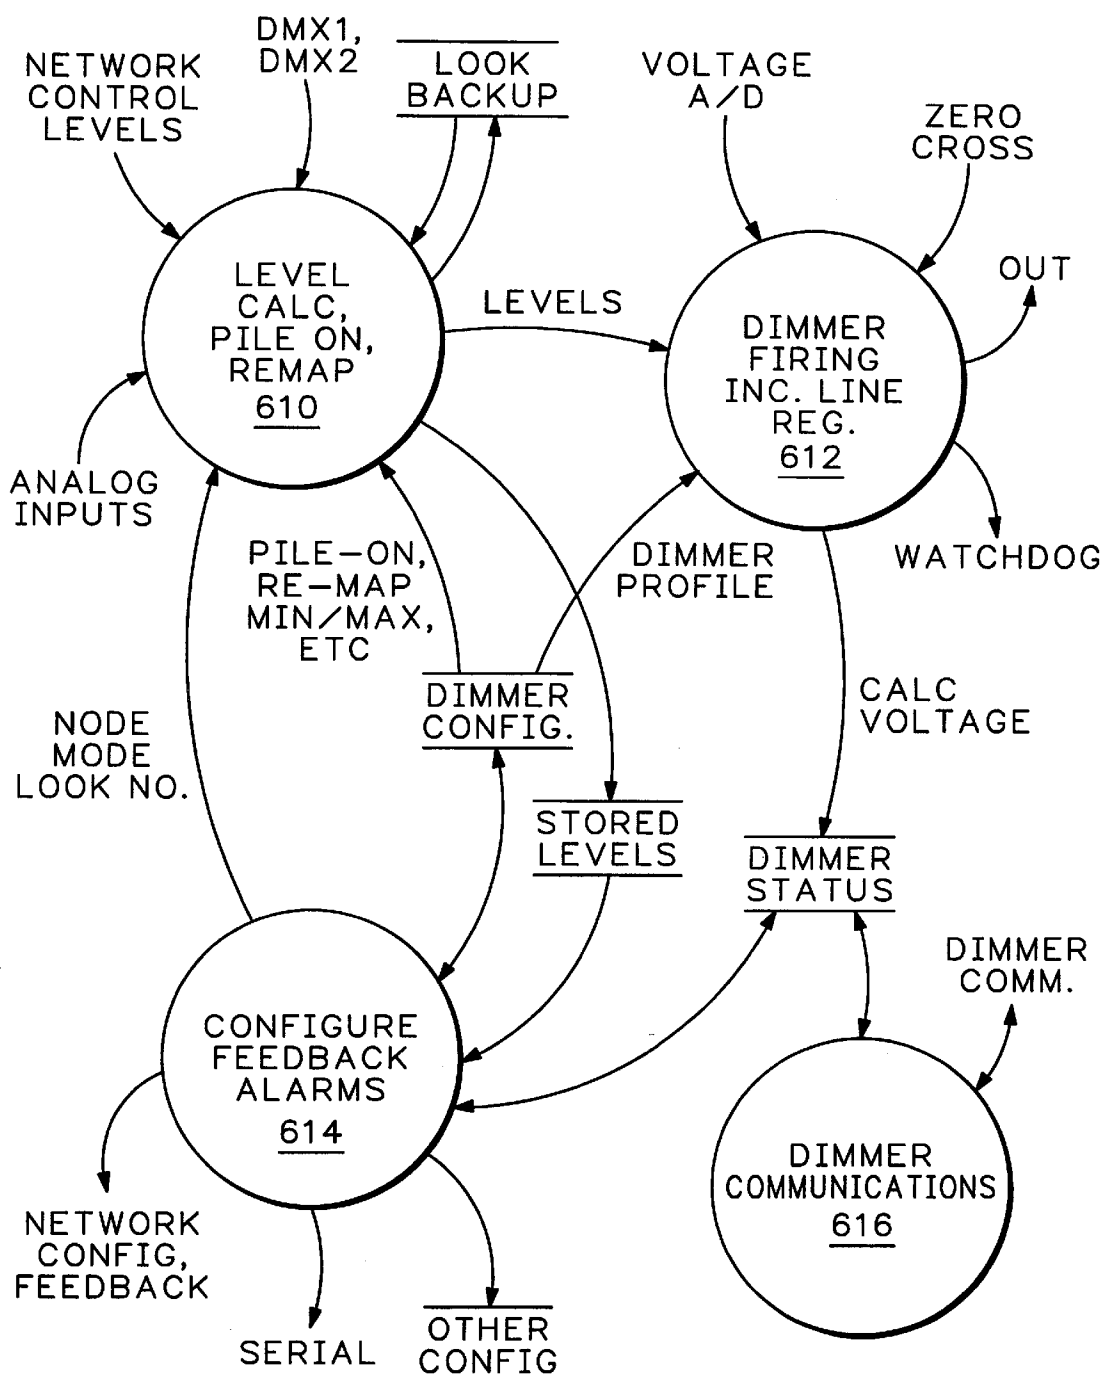 NETWORK
CONTROL
LEVELS
DMX1,
DMX2
LOOK
BACKUP
VOLTAGE
A/D
ZERO
CROSS
OUT
LEVEL
CALC,
PILE ON,
REMAP
610
LEVELS
DIMMER
FIRING
INC. LINE
REG.
612
ANALOG
INPUTS
WATCHDOG
PILE-ON,
RE-MAP
MIN/MAX,
ETC
DIMMER
PROFILE
DIMMER
CONFIG.
CALC
VOLTAGE
NODE
MODE
LOOK NO.
STORED
LEVELS
DIMMER
STATUS
DIMMER
COMM.
CONFIGURE
FEEDBACK
ALARMS
614
DIMMER
COMMUNICATIONS
616
NETWORK
CONFIG,
FEEDBACK
SERIAL
OTHER
CONFIG